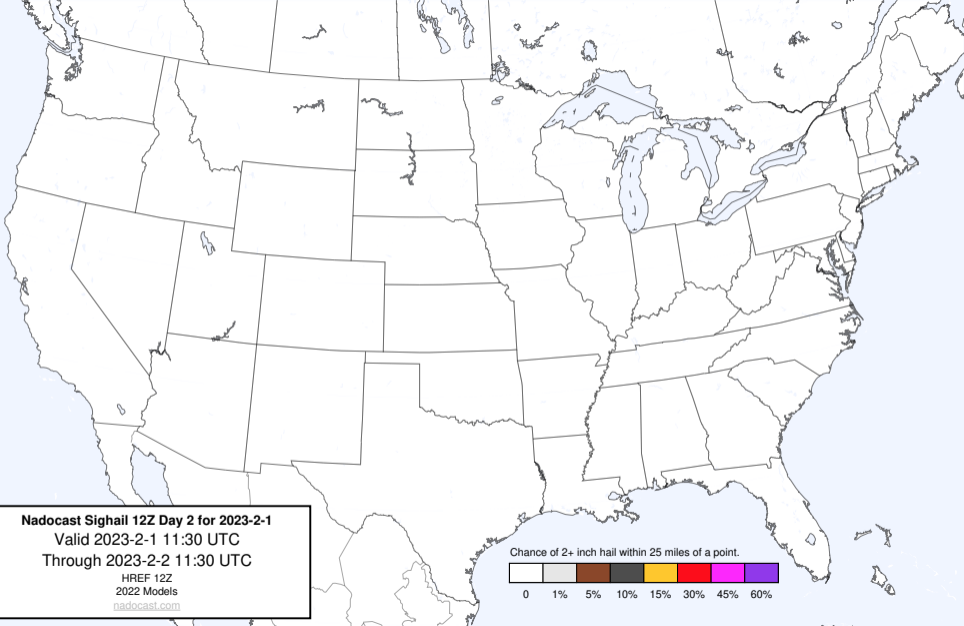 Nadocast Sighail 12Z Day 2 for 2023-2-1
Valid 2023-2-1 11:30 UTC
Through 2023-2-2 11:30 UTC
HREF 12Z
2022 Models
nadocast.com
Chance of 2+ inch hail within 25 miles of a point.
0 1% 5% 10% 15% 30% 45% 60%